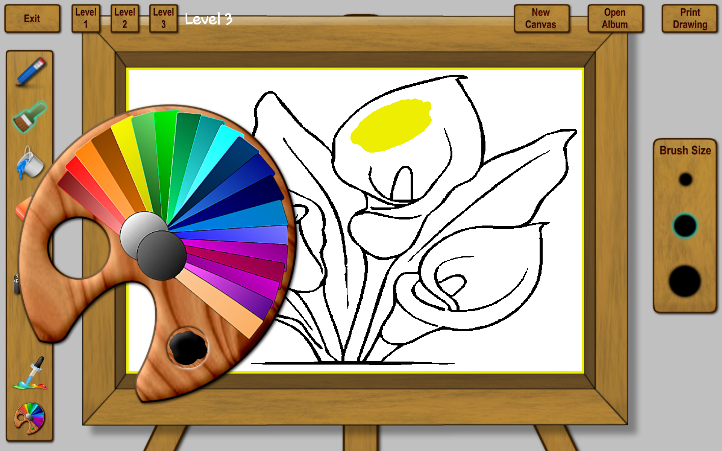 Exit
Level
1
Level
2
Level
3
Level 3
New
Canvas
Open
Album
Print
Drawing
Brush Size